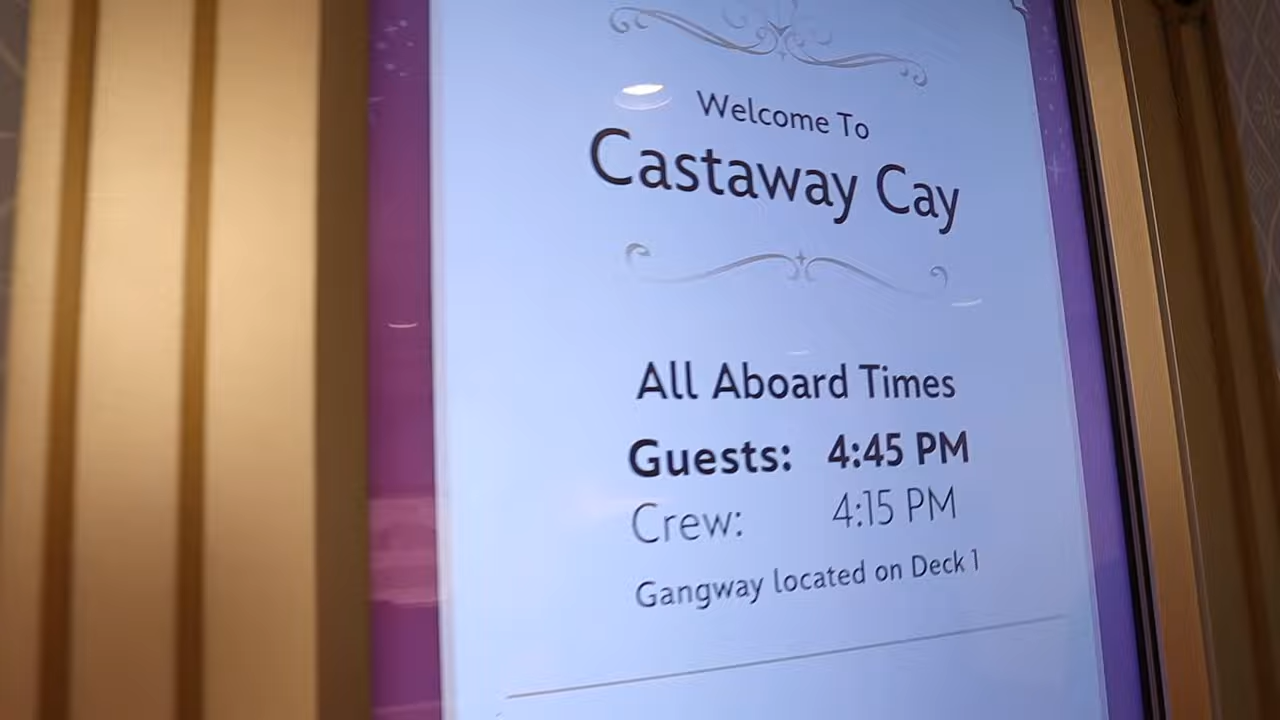 Welcome To
Castaway Cay
All Aboard Times
Guests: 4:45 PM
Crew: 4:15 PM
Gangway located on Deck 1